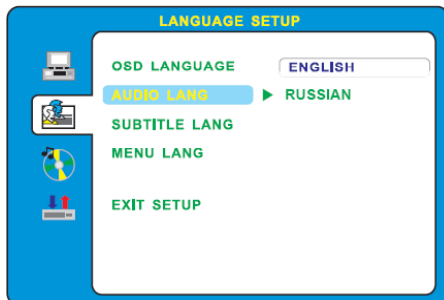 LANGUAGE SETUP
OSD LANGUAGE ENGLISH
AUDIO LANG RUSSIAN
SUBTITLE LANG
MENU LANG
EXIT SETUP